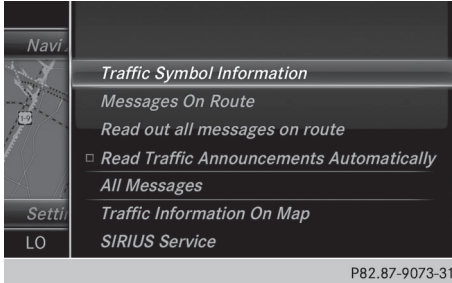 Navi
Traffic Symbol Information
Messages On Route
Read out all messages on route
Read Traffic Announcements Automatically
All Messages
Settin
Traffic Information On Map
LO
SIRIUS Service
P82.87-9073-31